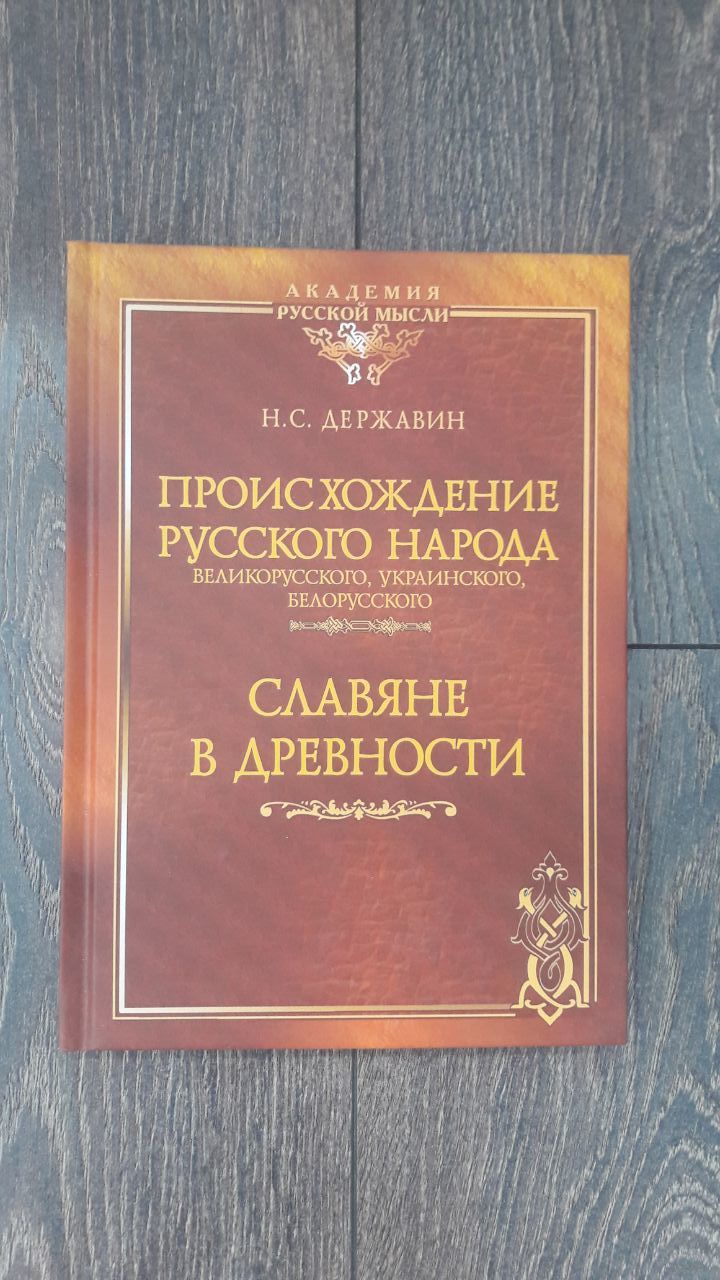 АКАДЕМИЯ
РУССКОЙ МЫСЛИ
Н.С. ДЕРЖАВИН
ПРОИСХОЖДЕНИЕ
РУССКОГО НАРОДА
ВЕЛИКОРУССКОГО, УКРАИНСКОГО,
БЕЛОРУССКОГО
СЛАВЯНЕ
В ДРЕВНОСТИ